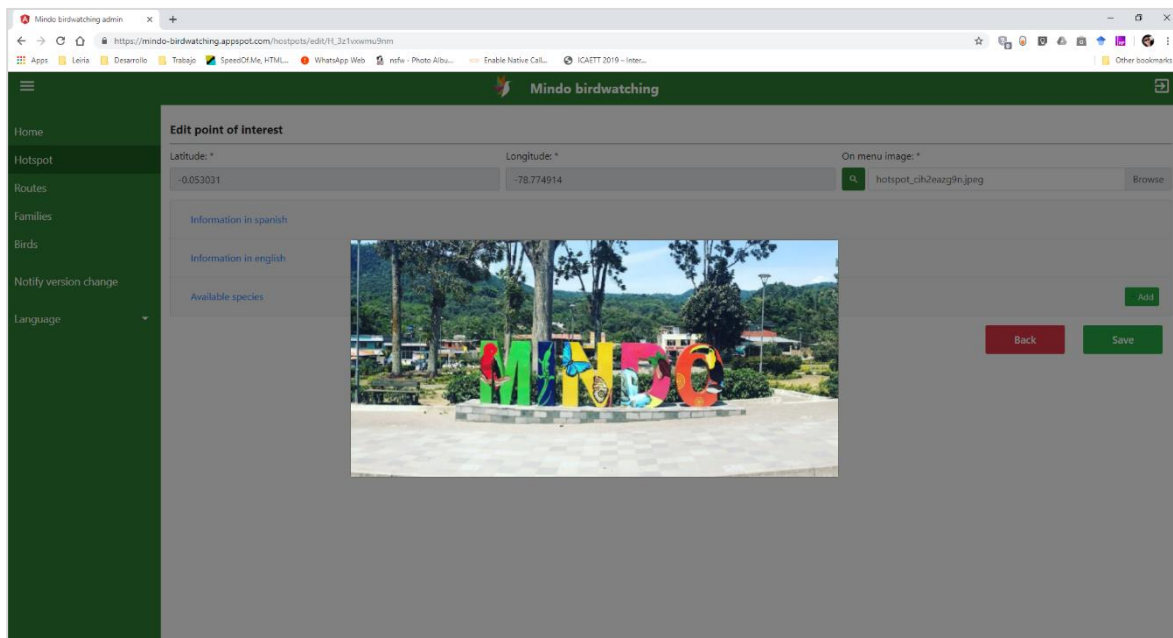 Mindo birdwatching admin
https://mindo-birdwatching.appspot.com/hostpots/edit/H_3z1vxwmu9nm
Apps Leiria Desarrollo Trabajo SpeedOf.Me, HTML... WhatsApp Web nsfw - Photo Albu... Enable Native Call... ICAETT 2019 – Inter... Other bookmarks
Mindo birdwatching
Home
Hotspot
Routes
Families
Birds
Notify version change
Language
Edit point of interest
Latitude: * Longitude: * On menu image: *
-0.053031 -78.774914 hotspot_cih2eazg9n.jpeg Browse
Information in spanish
Information in english
Available species Add
MINDO
Back Save